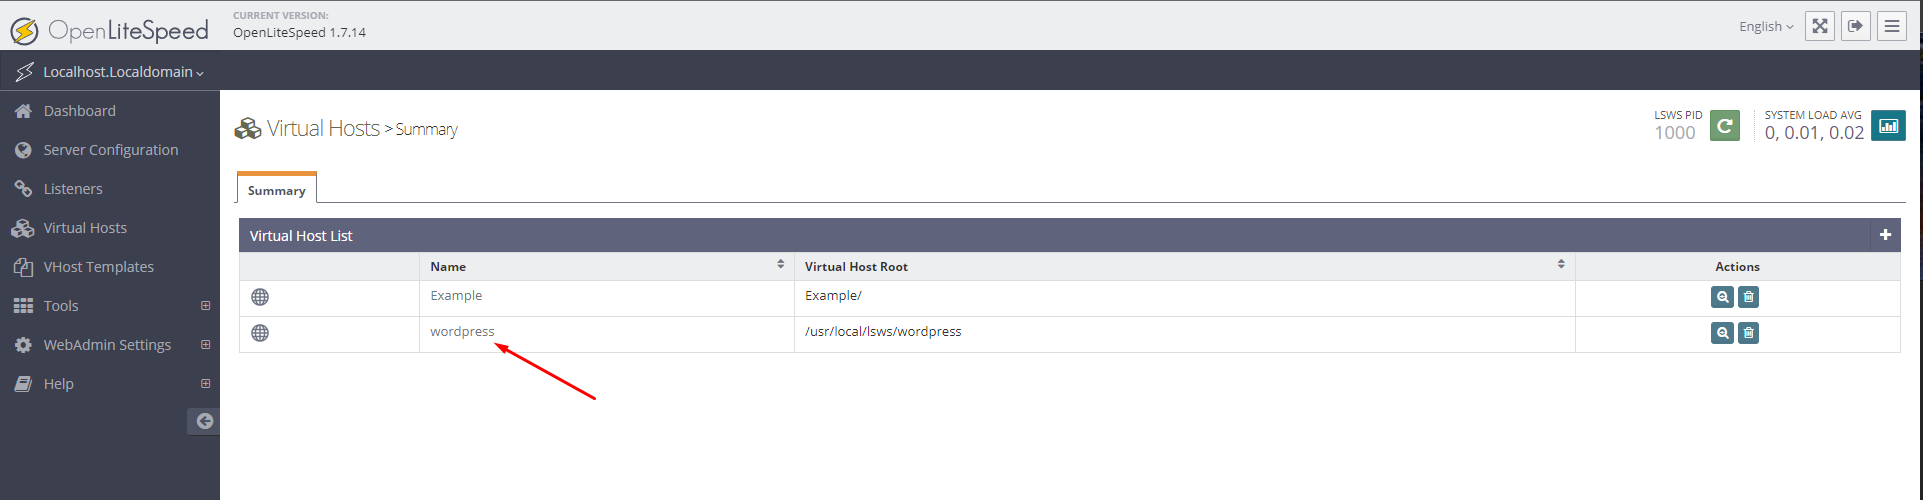 OpenLiteSpeed
CURRENT VERSION:
OpenLiteSpeed 1.7.14
English
Localhost.Localdomain
Dashboard
Server Configuration
Listeners
Virtual Hosts
VHost Templates
Tools
WebAdmin Settings
Help
Virtual Hosts > Summary
LSWS PID
1000
SYSTEM LOAD AVG
0, 0.01, 0.02
Summary
Virtual Host List
Name Virtual Host Root Actions
Example Example/
wordpress /usr/local/lsws/wordpress